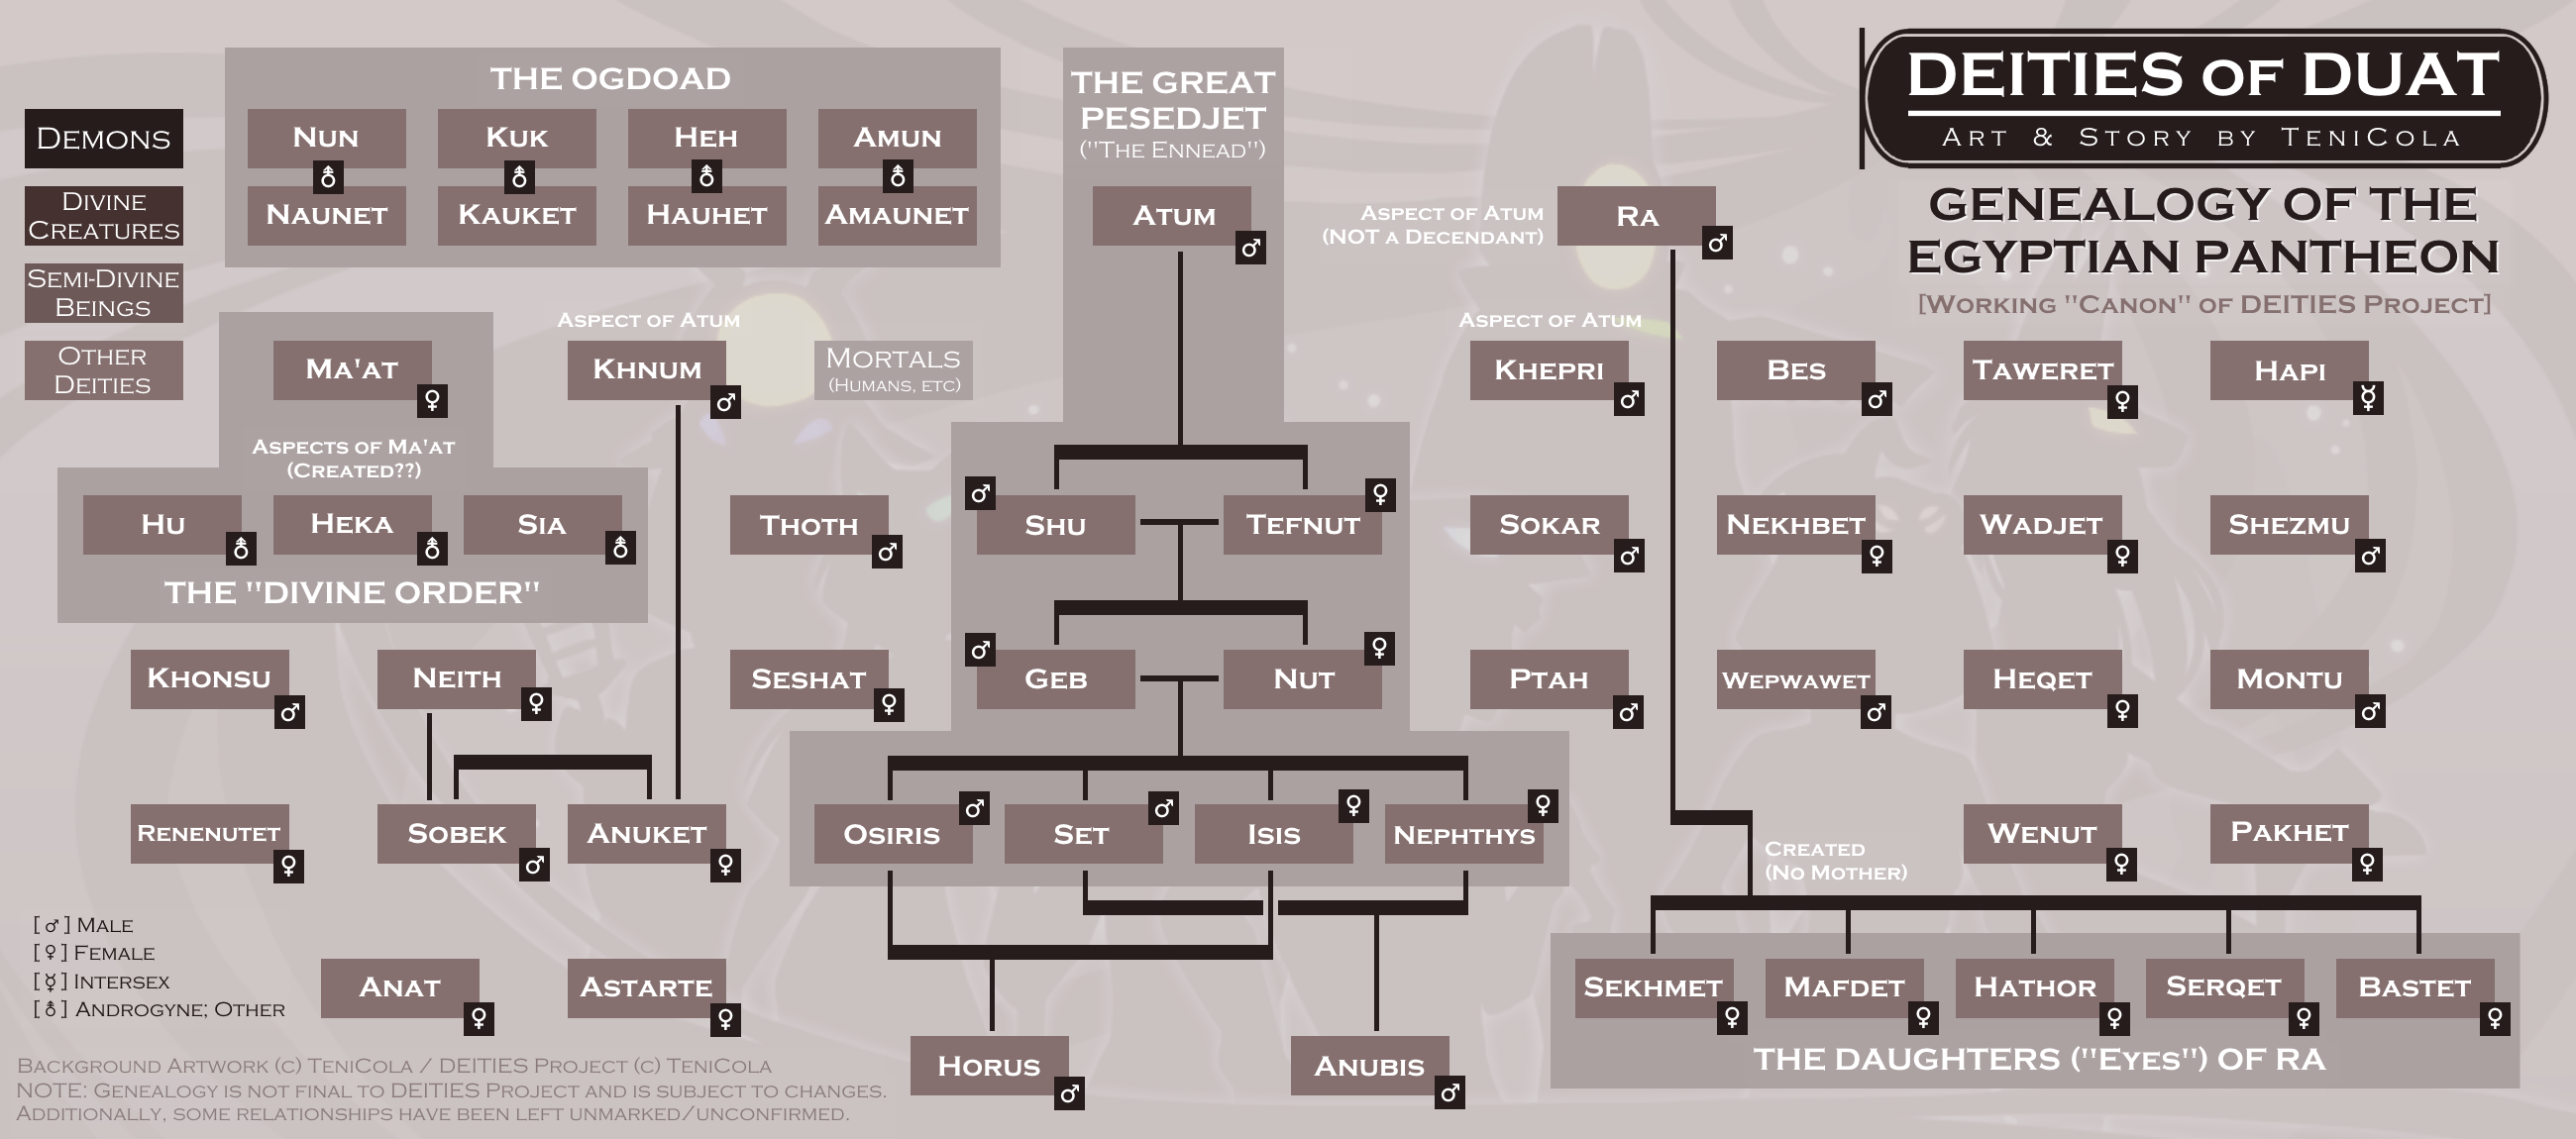 DEITIES OF DUAT
ART & STORY BY TENICOLA
GENEALOGY OF THE
EGYPTIAN PANTHEON
[WORKING "CANON" OF DEITIES PROJECT]
DEMONS
DIVINE
CREATURES
SEMI-DIVINE
BEINGS
OTHER
DEITIES
THE OGDOAD
NUN
KUK
HEH
AMUN
NAUNET
KAUKET
HAUHET
AMAUNET
THE GREAT
PESEDJET
("THE ENNEAD")
ATUM
ASPECT OF ATUM
(NOT A DECENDANT)
RA
MA'AT
ASPECTS OF MA'AT
(CREATED??)
HU
HEKA
SIA
THE "DIVINE ORDER"
ASPECT OF ATUM
KHNUM
MORTALS
(HUMANS, ETC)
ASPECT OF ATUM
KHEPRI
BES
TAWERET
HAPI
THOTH
SHU
TEFNUT
SOKAR
NEKHBET
WADJET
SHEZMU
KHONSU
NEITH
SESHAT
GEB
NUT
PTAH
WEPWAWET
HEQET
MONTU
RENENUTET
SOBEK
ANUKET
OSIRIS
SET
ISIS
NEPHTHYS
WENUT
PAKHET
CREATED
(NO MOTHER)
SEKHMET
MAFDET
HATHOR
SERQET
BASTET
THE DAUGHTERS ("EYES") OF RA
ANAT
ASTARTE
HORUS
ANUBIS
[♂] MALE
[♀] FEMALE
[☿] INTERSEX
[⚨] ANDROGYNE; OTHER
BACKGROUND ARTWORK (C) TENICOLA / DEITIES PROJECT (C) TENICOLA
NOTE: GENEALOGY IS NOT FINAL TO DEITIES PROJECT AND IS SUBJECT TO CHANGES.
ADDITIONALLY, SOME RELATIONSHIPS HAVE BEEN LEFT UNMARKED/UNCONFIRMED.